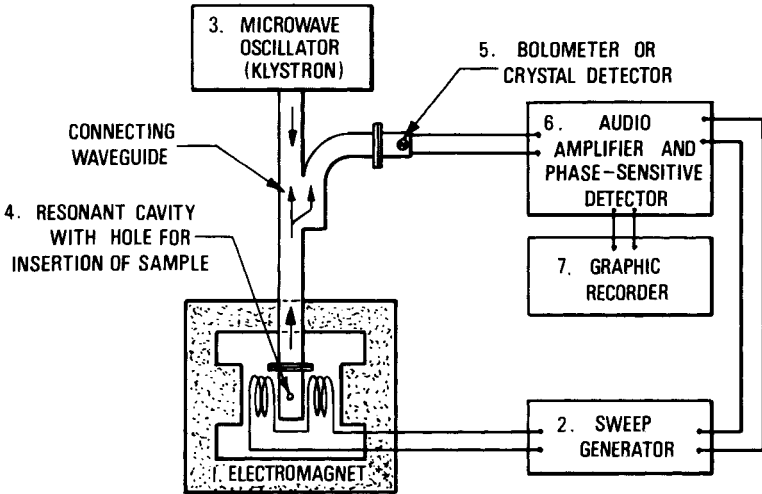 3. MICROWAVE
OSCILLATOR
(KLYSTRON)
5. BOLOMETER OR
CRYSTAL DETECTOR
CONNECTING
WAVEGUIDE
6. AUDIO
AMPLIFIER AND
PHASE-SENSITIVE
DETECTOR
4. RESONANT CAVITY
WITH HOLE FOR
INSERTION OF SAMPLE
7. GRAPHIC
RECORDER
2. SWEEP
GENERATOR
1. ELECTROMAGNET